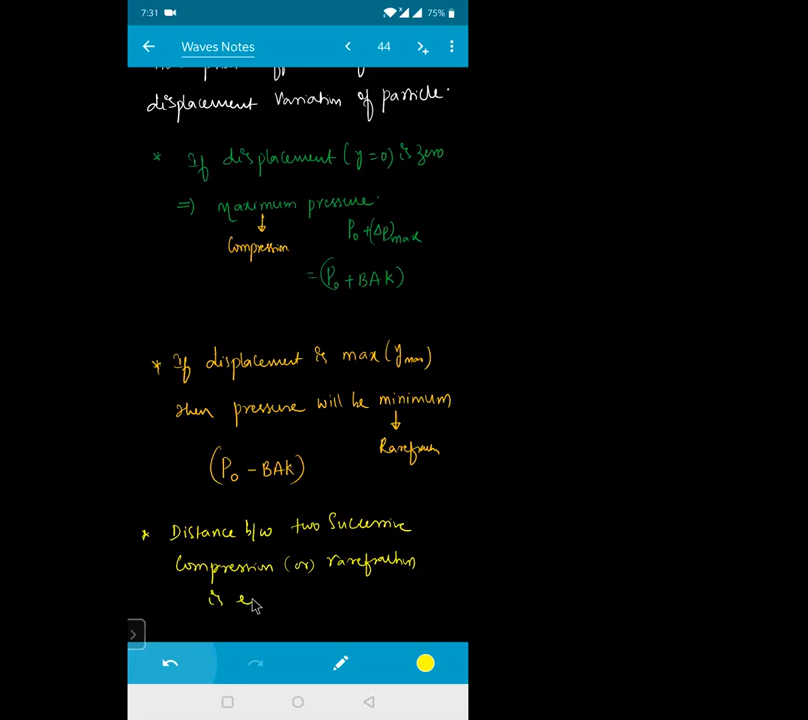 7:31 75%
Waves Notes 44
displacement Variation of particle.
* If displacement (y=0) is zero
=) maximum pressure.
Compression P₀+(ΔP)max
=(P₀+BAK)
* If displacement is max (ymax)
then pressure will be minimum
Rarefraction
(P₀-BAK)
* Distance b/w two Successive
Compression (or) rarefraction
is e